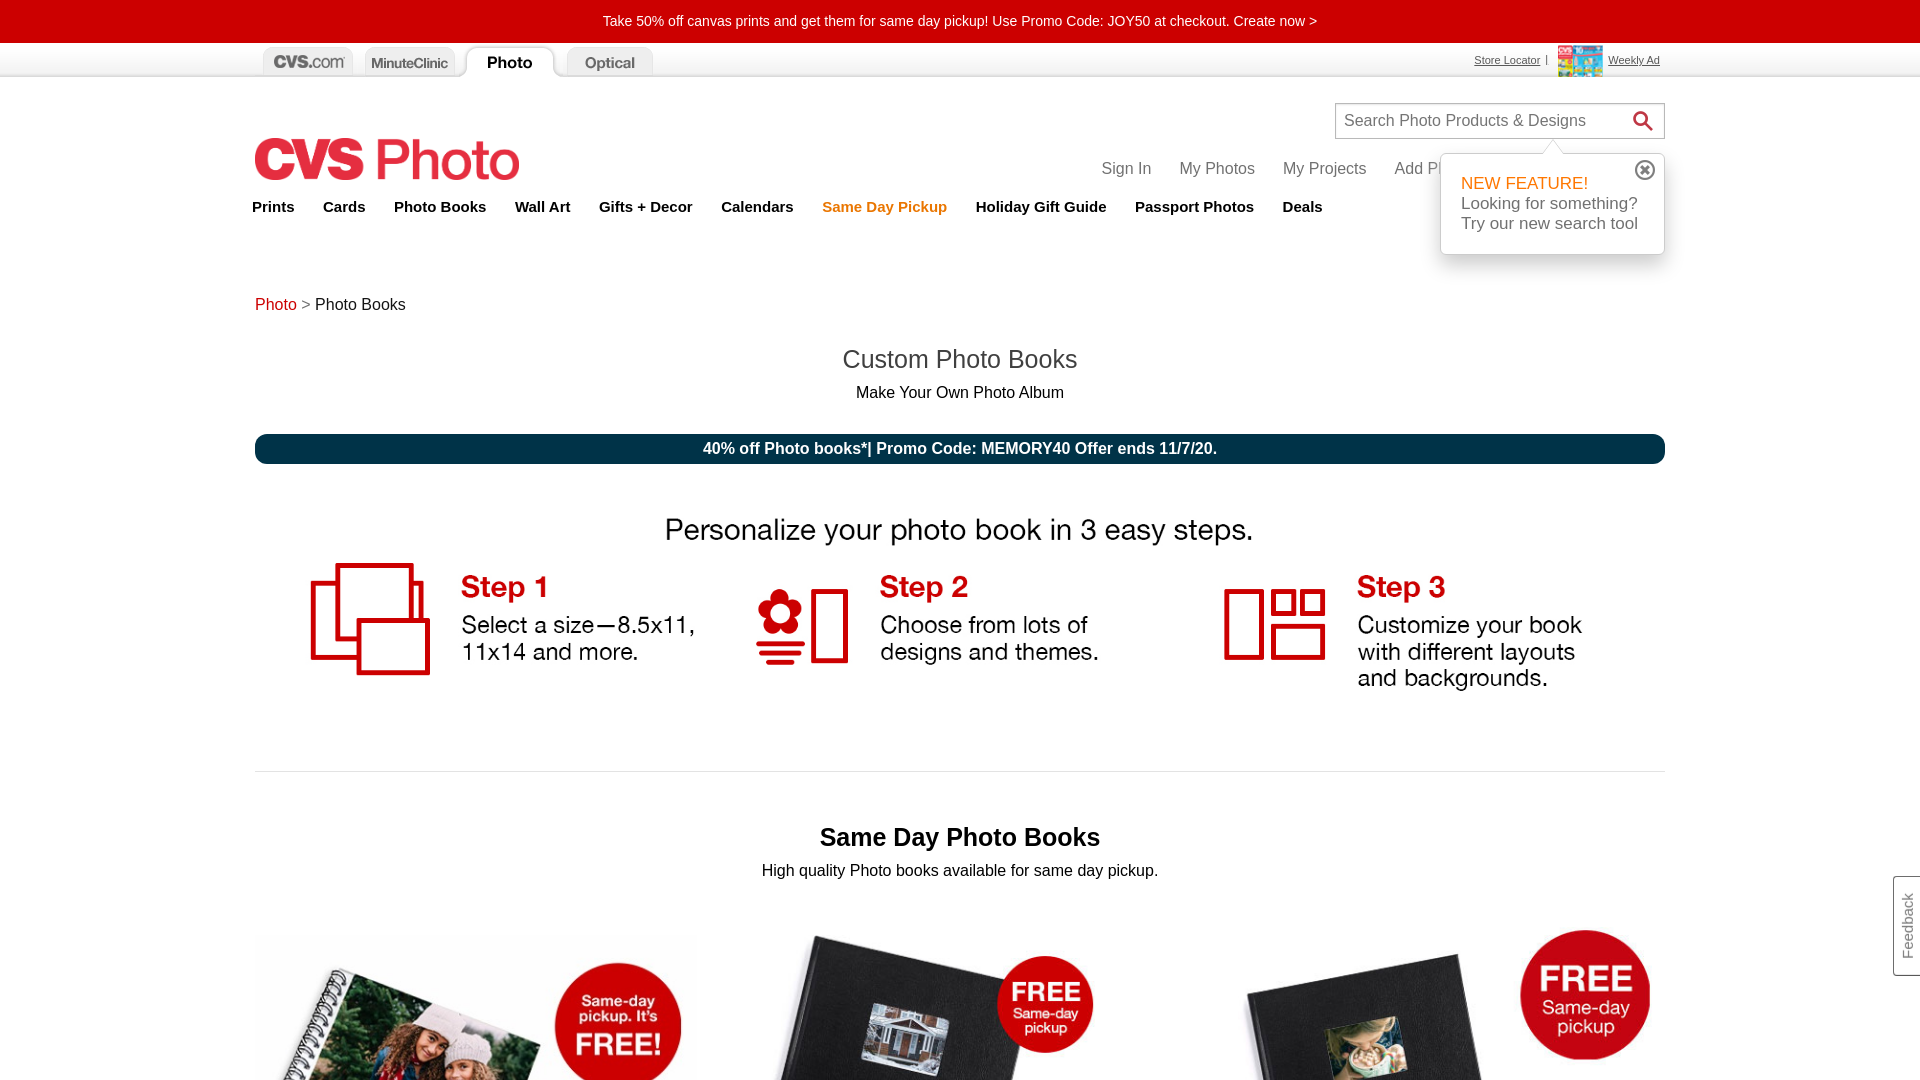 Take 50% off canvas prints and get them for same day pickup! Use Promo Code: JOY50 at checkout. Create now >
CVS.com MinuteClinic Photo Optical
Store Locator | Weekly Ad
Search Photo Products & Designs
CVS Photo
Sign In My Photos My Projects
NEW FEATURE!
Looking for something?
Try our new search tool
Prints Cards Photo Books Wall Art Gifts + Decor Calendars Same Day Pickup Holiday Gift Guide Passport Photos Deals
Photo > Photo Books
Custom Photo Books
Make Your Own Photo Album
40% off Photo books*| Promo Code: MEMORY40 Offer ends 11/7/20.
Personalize your photo book in 3 easy steps.
Step 1
Select a size—8.5x11,
11x14 and more.
Step 2
Choose from lots of
designs and themes.
Step 3
Customize your book
with different layouts
and backgrounds.
Same Day Photo Books
High quality Photo books available for same day pickup.
Feedback
Same-day
pickup. It's
FREE!
FREE
Same-day
pickup
FREE
Same-day
pickup